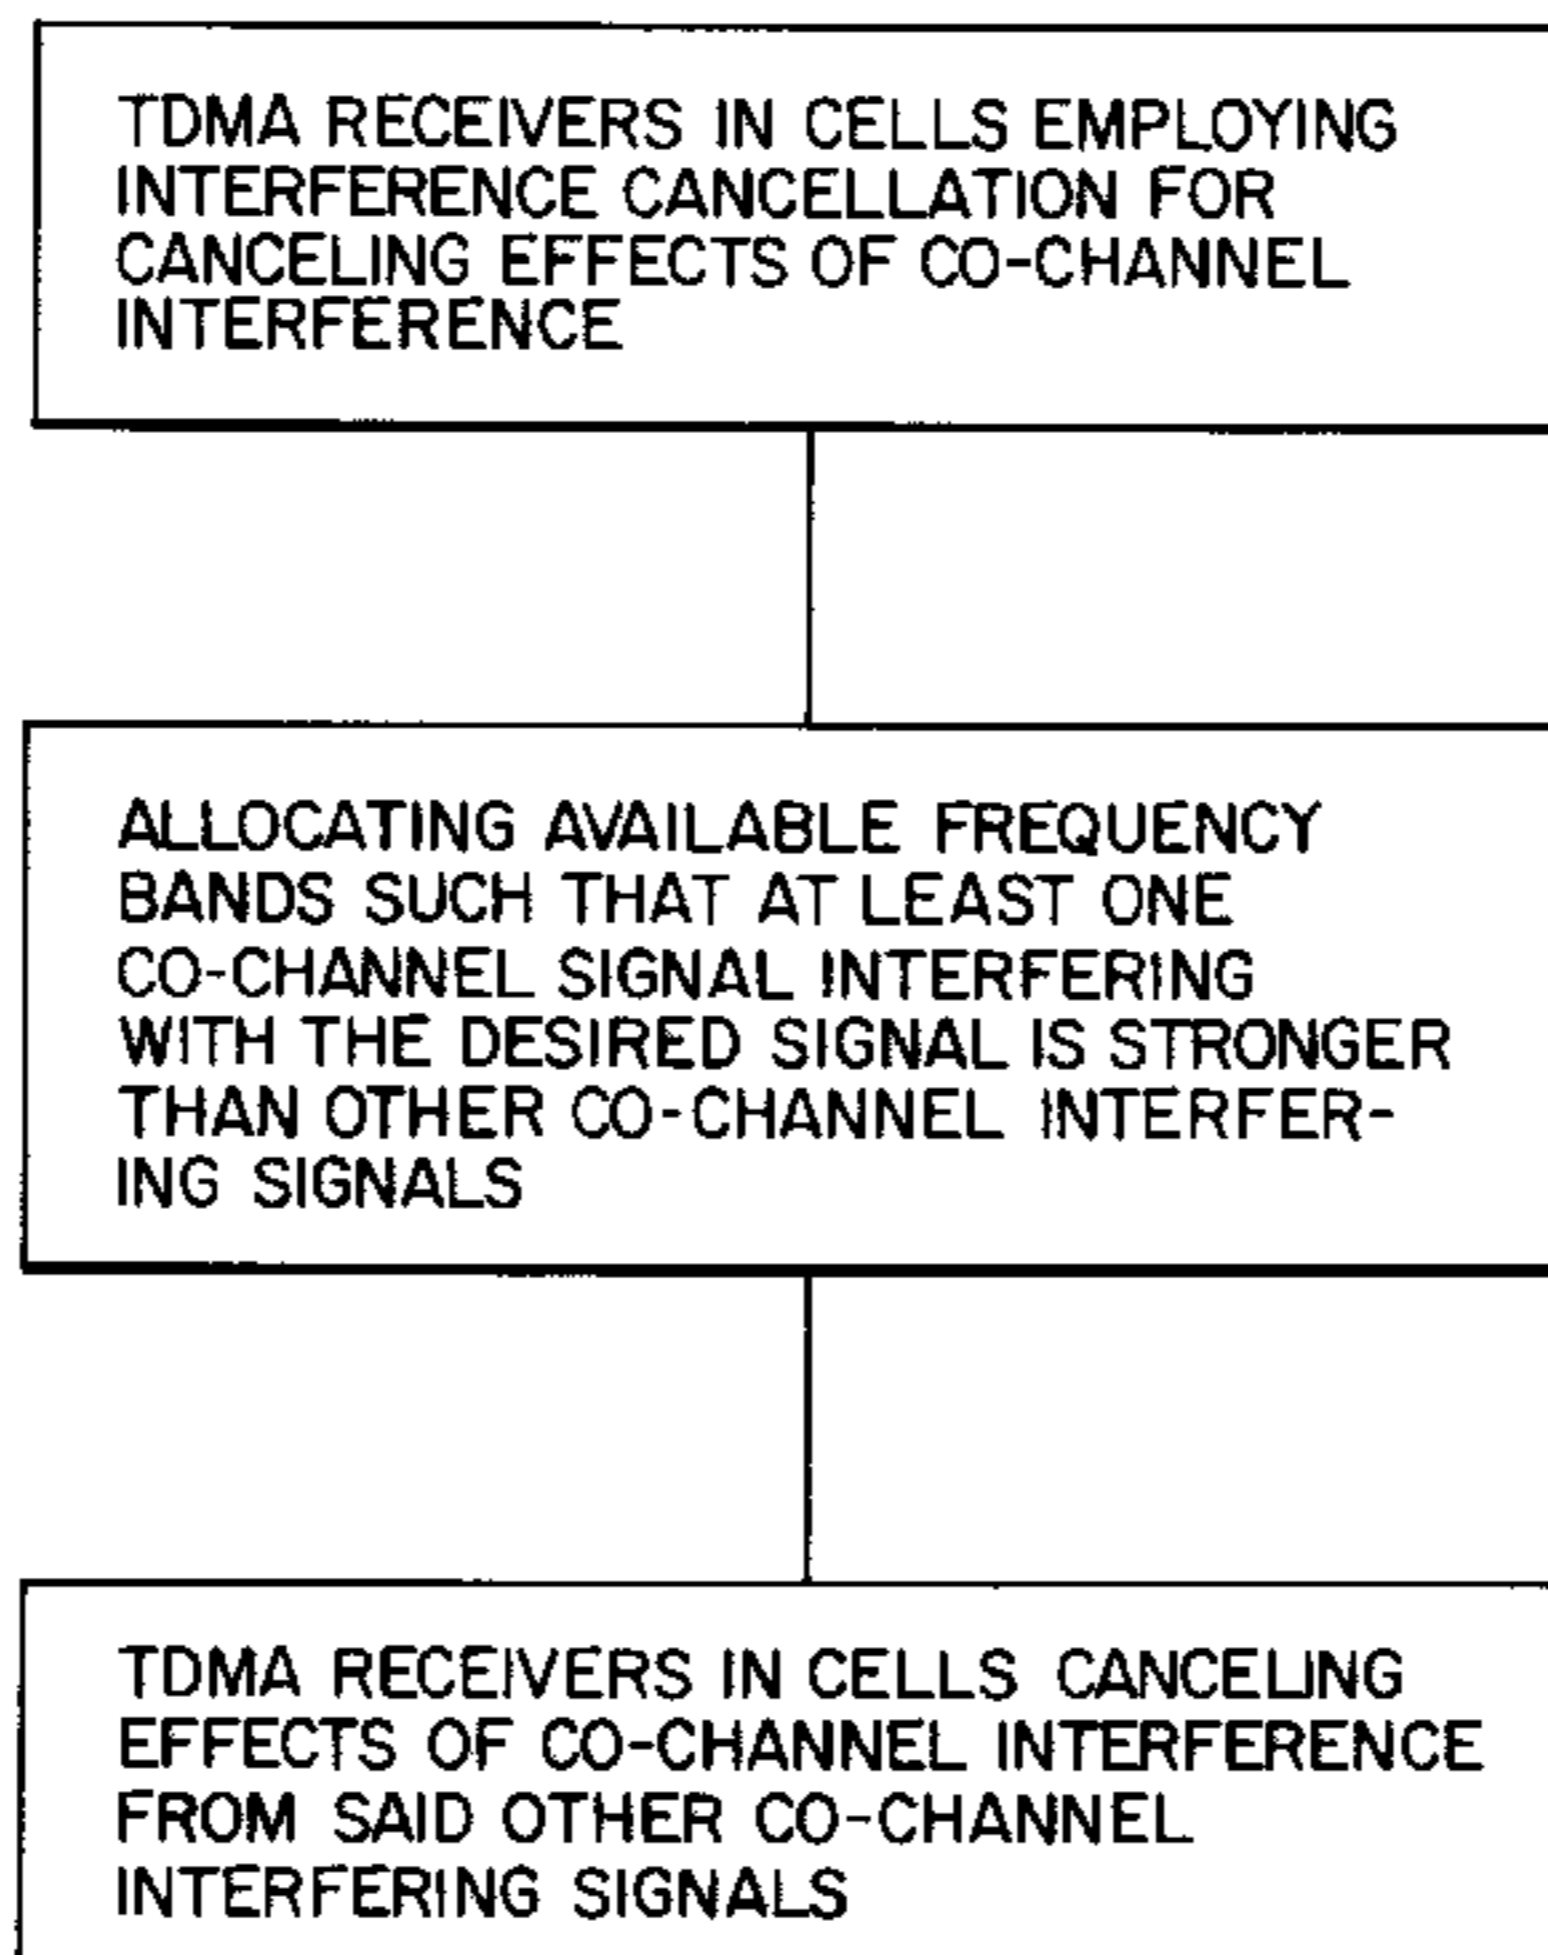 TDMA RECEIVERS IN CELLS EMPLOYING
INTERFERENCE CANCELLATION FOR
CANCELING EFFECTS OF CO-CHANNEL
INTERFERENCE
ALLOCATING AVAILABLE FREQUENCY
BANDS SUCH THAT AT LEAST ONE
CO-CHANNEL SIGNAL INTERFERING
WITH THE DESIRED SIGNAL IS STRONGER
THAN OTHER CO-CHANNEL INTERFER-
ING SIGNALS
TDMA RECEIVERS IN CELLS CANCELING
EFFECTS OF CO-CHANNEL INTERFERENCE
FROM SAID OTHER CO-CHANNEL
INTERFERING SIGNALS